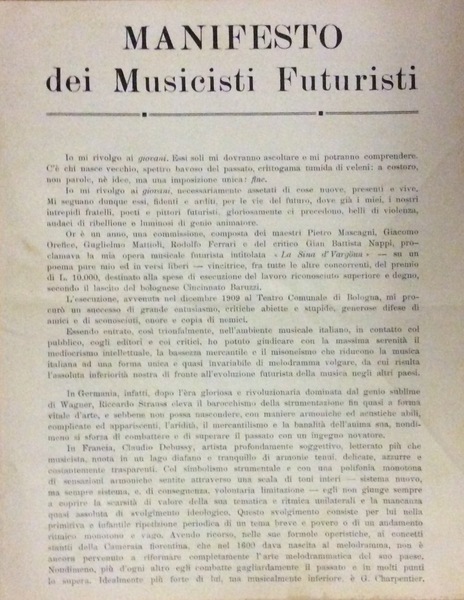 MANIFESTO
dei Musicisti Futuristi
Io mi rivolgo ai giovani. Essi soli mi dovranno ascoltare e mi potranno comprendere.
C'è chi nasce vecchio, spettro bavoso del passato, crittogama tumida di veleni: a costoro,
non parole, nè idee, ma una imposizione unica: fine.
Io mi rivolgo ai giovani, necessariamente assetati di cose nuove, presenti e vive,
Mi seguano dunque essi, fidenti e arditi, per le vie del futuro, dove già i miei, i nostri
intrepidi fratelli, poeti e pittori futuristi, gloriosamente ci precedono, belli di violenza,
audaci di ribellione e luminosi di genio animatore.
Or è un anno, una commissione, composta dei maestri Pietro Mascagni, Giacomo
Orefice, Guglielmo Mattioli, Rodolfo Ferrari e del critico Gian Battista Nappi, pro-
clamava la mia opera musicale futurista intitolata « La Sina d'Vargöun » — su un
poema pure mio ed in versi liberi — vincitrice, fra tutte le altre concorrenti, del premio
di L. 10.000, destinato alla spese di esecuzione del lavoro riconosciuto superiore e degno,
secondo il lascito del bolognese Cincinnato Baruzzi.
L'esecuzione, avvenuta nel dicembre 1909 al Teatro Comunale di Bologna, mi pro-
curò un successo di grande entusiasmo, critiche abiette e stupide, generose difese di
amici e di sconosciuti, onore e copia di nemici.
Essendo entrato, così trionfalmente, nell'ambiente musicale italiano, in contatto col
pubblico, cogli editori e coi critici, ho potuto giudicare con la massima serenità il
mediocrismo intellettuale, la bassezza mercantile e il misoneismo che riducono la musica
italiana ad una forma unica e quasi invariabile di melodramma volgare, da cui risulta
l'assoluta inferiorità nostra di fronte all'evoluzione futurista della musica negli altri paesi.
In Germania, infatti, dopo l'èra gloriosa e rivoluzionaria dominata dal genio sublime
di Wagner, Riccardo Strauss eleva il barocchismo della strumentazione fin quasi a forma
vitale d'arte, e sebbene non possa nascondere, con maniere armoniche ed acustiche abili,
complicate ed appariscenti, l'aridità, il mercantilismo e la banalità dell'anima sua, nondi-
meno si sforza di combattere e di superare il passato con un ingegno novatore.
In Francia, Claudio Debussy, artista profondamente soggettivo, letterato più che
musicista, nuota in un lago diafano e tranquillo di armonie tenui, delicate, azzurre e
costantemente trasparenti. Col simbolismo strumentale e con una polifonia monotona
di sensazioni armoniche sentite attraverso una scala di toni interi — sistema nuovo,
ma sempre sistema, e, di conseguenza, volontaria limitazione — egli non giunge sempre
a coprire la scarsità di valore della sua tematica e ritmica unilaterali e la mancanza
quasi assoluta di svolgimento ideologico. Questo svolgimento consiste per lui nella
primitiva e infantile ripetizione periodica di un tema breve e povero o di un andamento
ritmico monotono e vago. Avendo ricorso, nelle sue formole operistiche, ai concetti
stantii della Camerata fiorentina, che nel 1600 dava nascita al melodramma, non è
ancora pervenuto a riformare completamente l'arte melodrammatica del suo paese,
Nondimeno, più d'ogni altro egli combatte gagliardamente il passato e in molti punti
lo supera. Idealmente più forte di lui, ma musicalmente inferiore, è G. Charpentier,